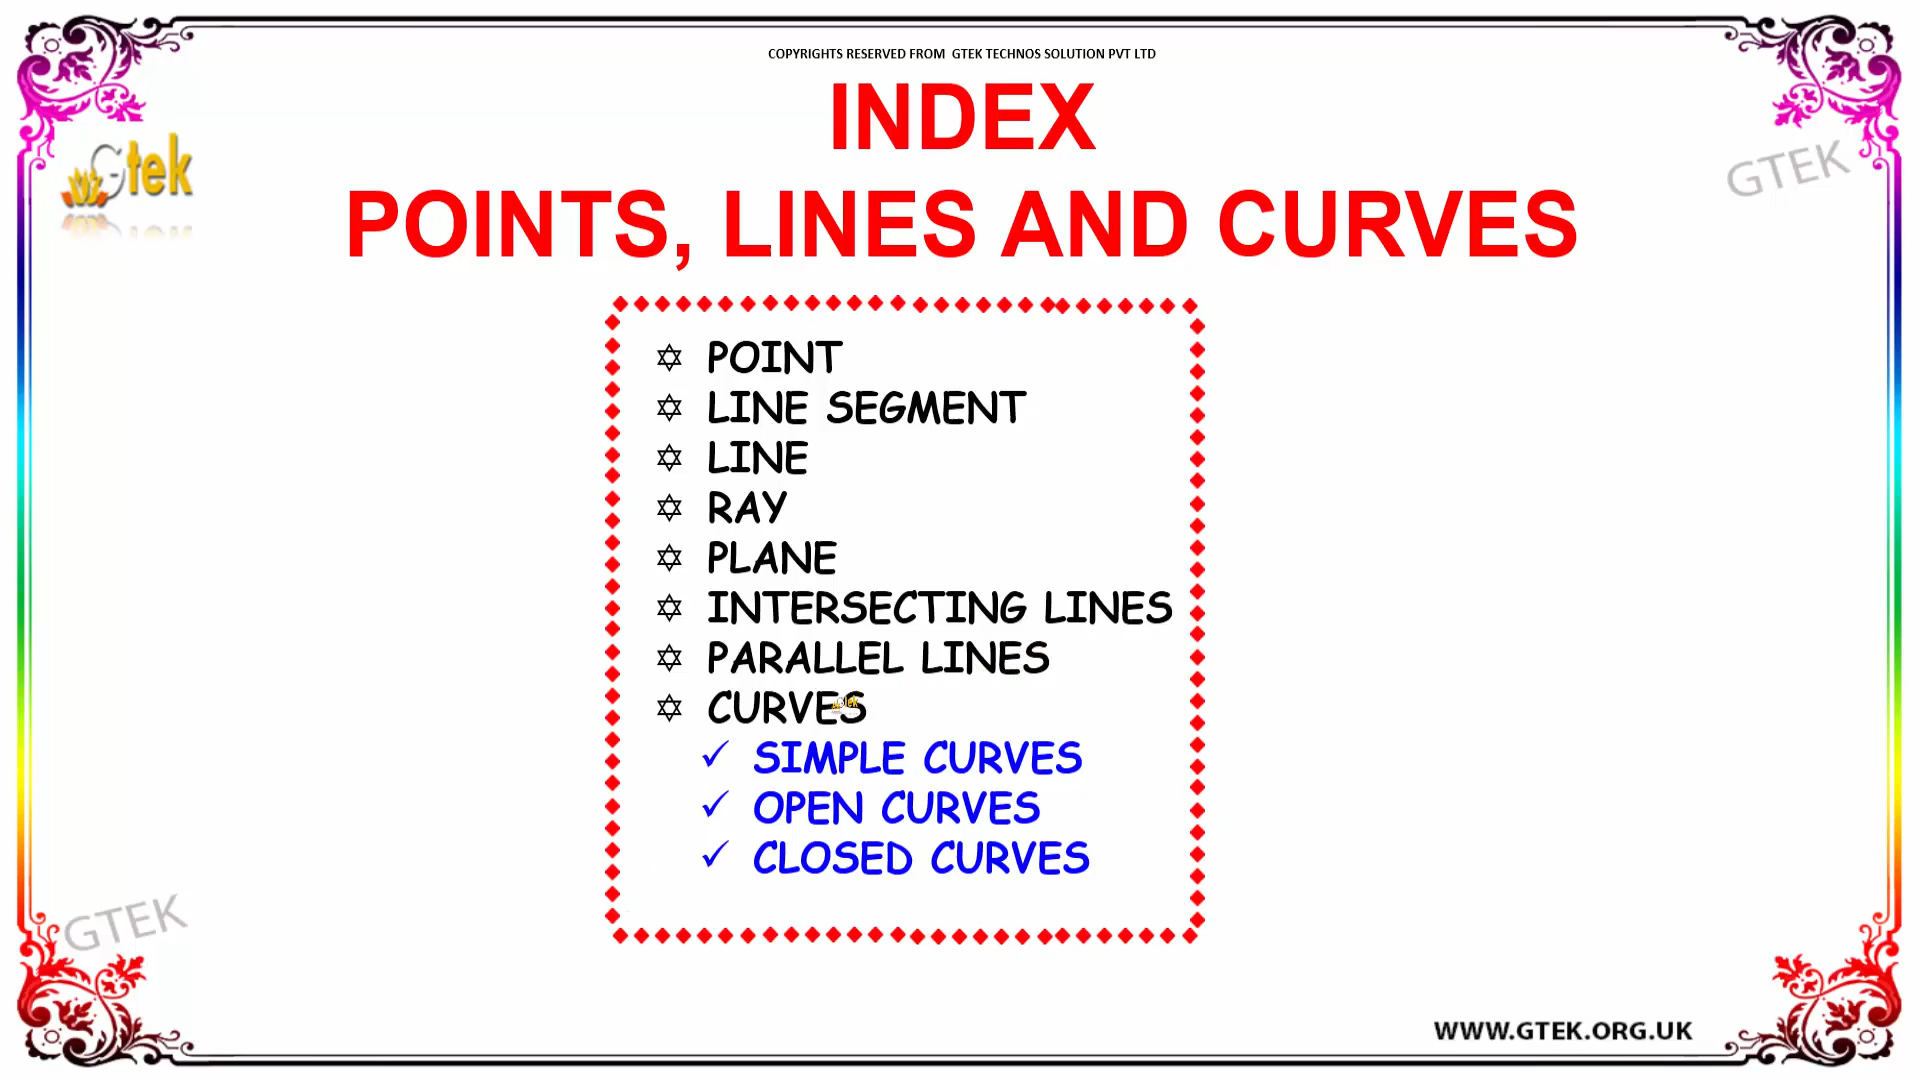 COPYRIGHTS RESERVED FROM GTEK TECHNOS SOLUTION PVT LTD
INDEX
Gtek
GTEK
POINTS, LINES AND CURVES
POINT
LINE SEGMENT
LINE
RAY
PLANE
INTERSECTING LINES
PARALLEL LINES
CURVES
Gtek
SIMPLE CURVES
OPEN CURVES
CLOSED CURVES
GTEK
WWW.GTEK.ORG.UK